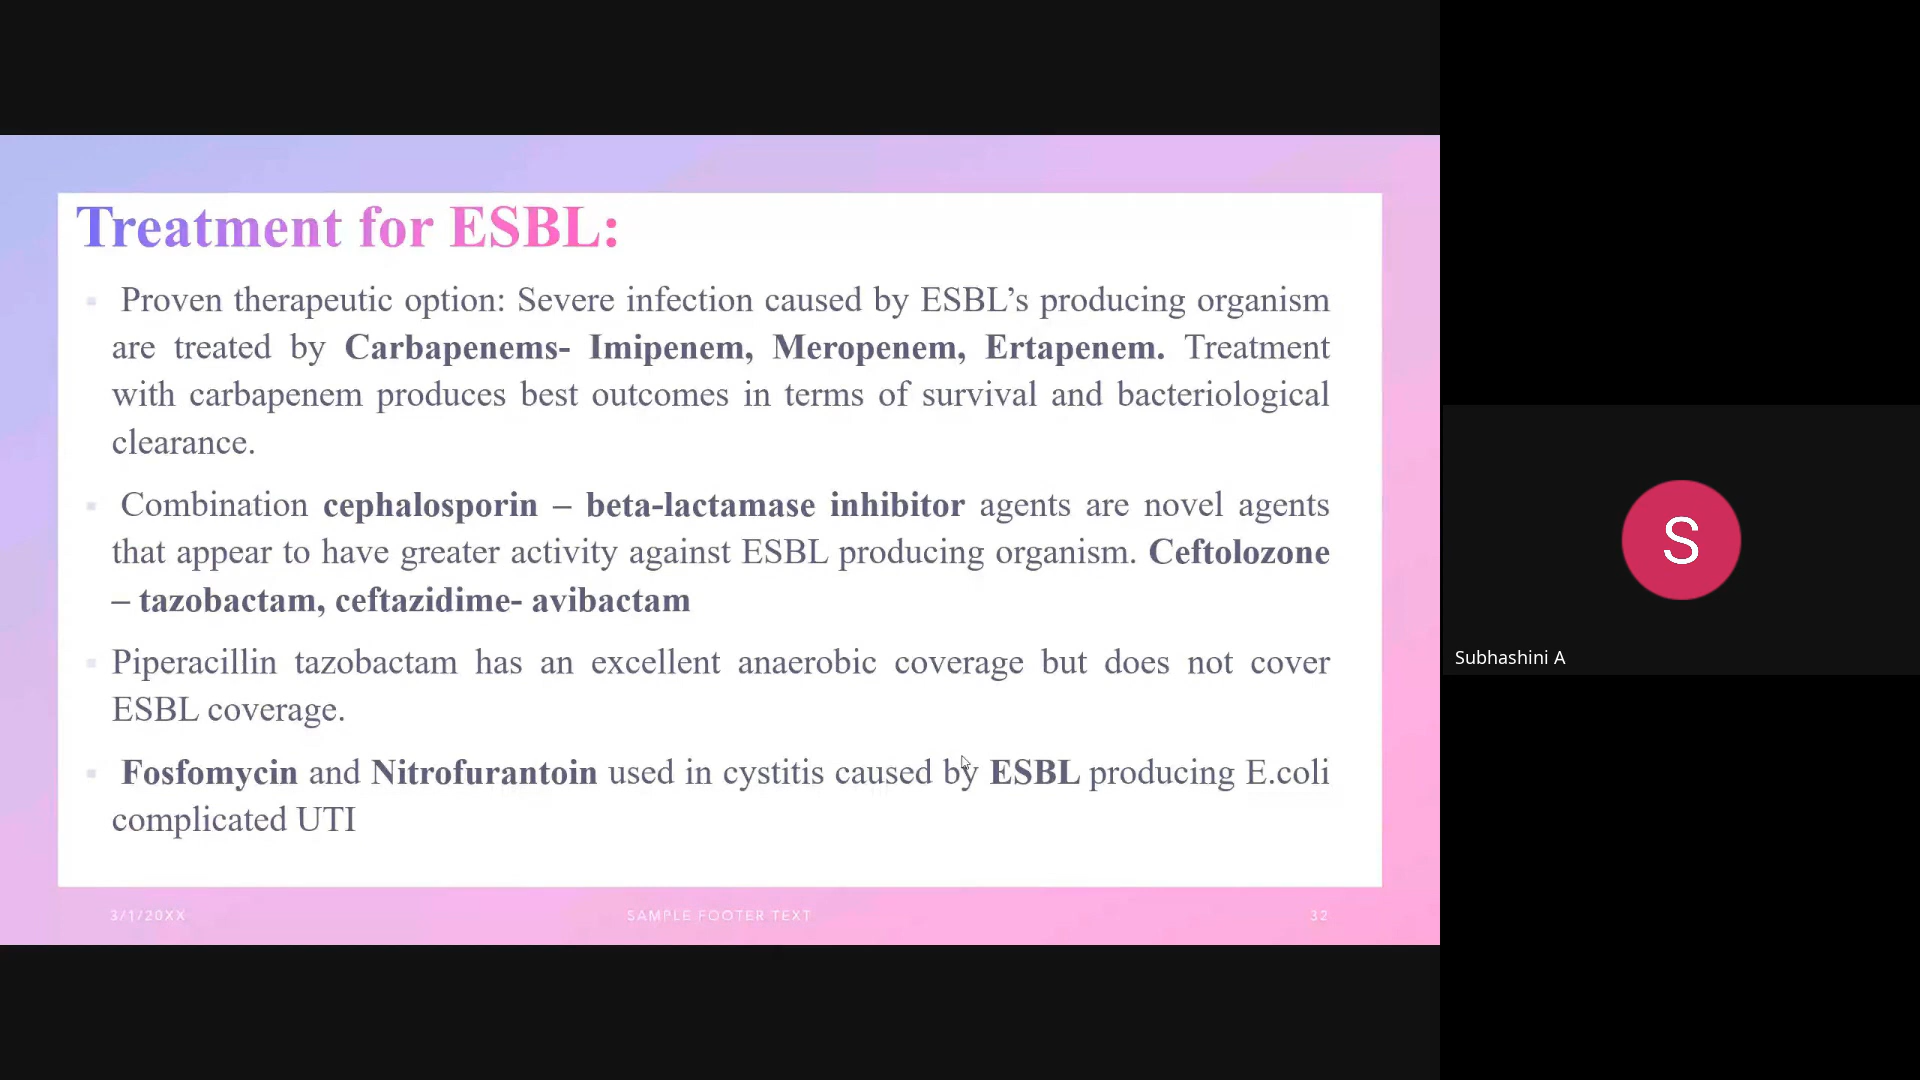 Treatment for ESBL:
Proven therapeutic option: Severe infection caused by ESBL’s producing organism
are treated by Carbapenems- Imipenem, Meropenem, Ertapenem. Treatment
with carbapenem produces best outcomes in terms of survival and bacteriological
clearance.
Combination cephalosporin – beta-lactamase inhibitor agents are novel agents
that appear to have greater activity against ESBL producing organism. Ceftolozone
– tazobactam, ceftazidime- avibactam
Piperacillin tazobactam has an excellent anaerobic coverage but does not cover
ESBL coverage.
Fosfomycin and Nitrofurantoin used in cystitis caused by ESBL producing E.coli
complicated UTI
3/1/20XX
SAMPLE FOOTER TEXT
32
S
Subhashini A